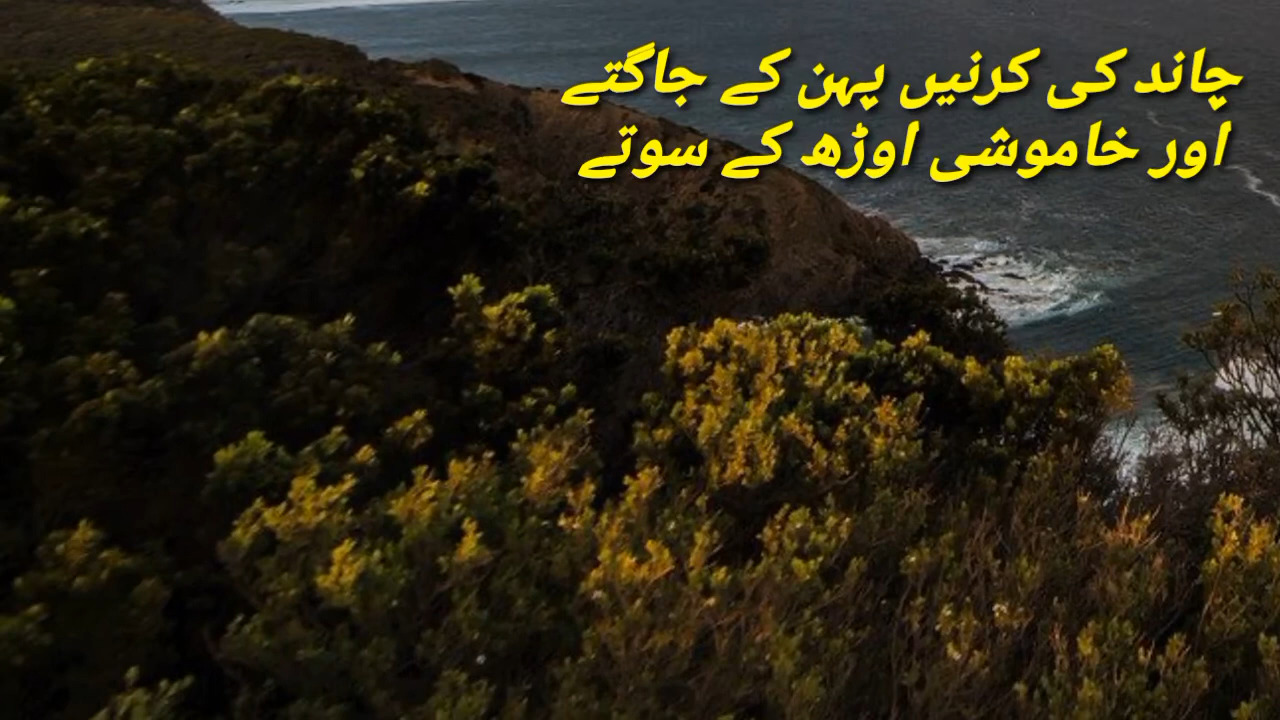 چاند کی کرنیں پہن کے جاگتے
اور خاموشی اوڑھ کے سوتے